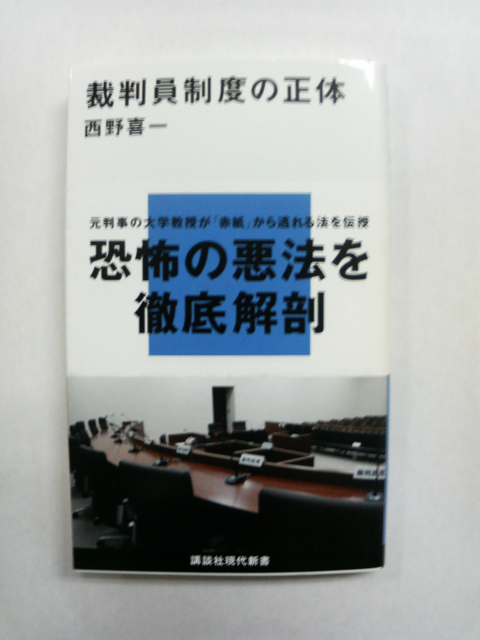 裁判員制度の正体
西野喜一
元判事の大学教授が「赤紙」から逃れる法を伝授
恐怖の悪法を
徹底解剖
講談社現代新書